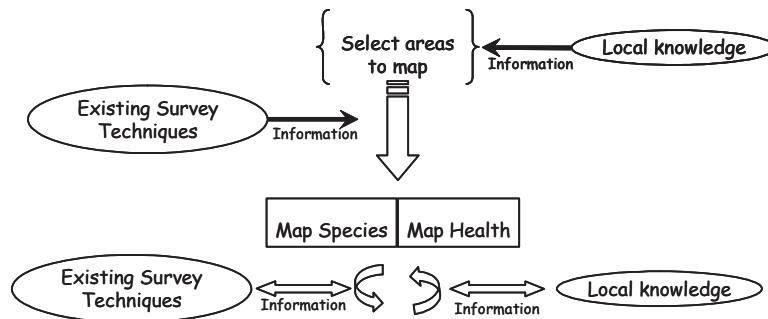 Select areas
to map
Local knowledge
Information
Existing Survey
Techniques
Information
Map Species
Map Health
Existing Survey
Techniques
Information
Information
Local knowledge